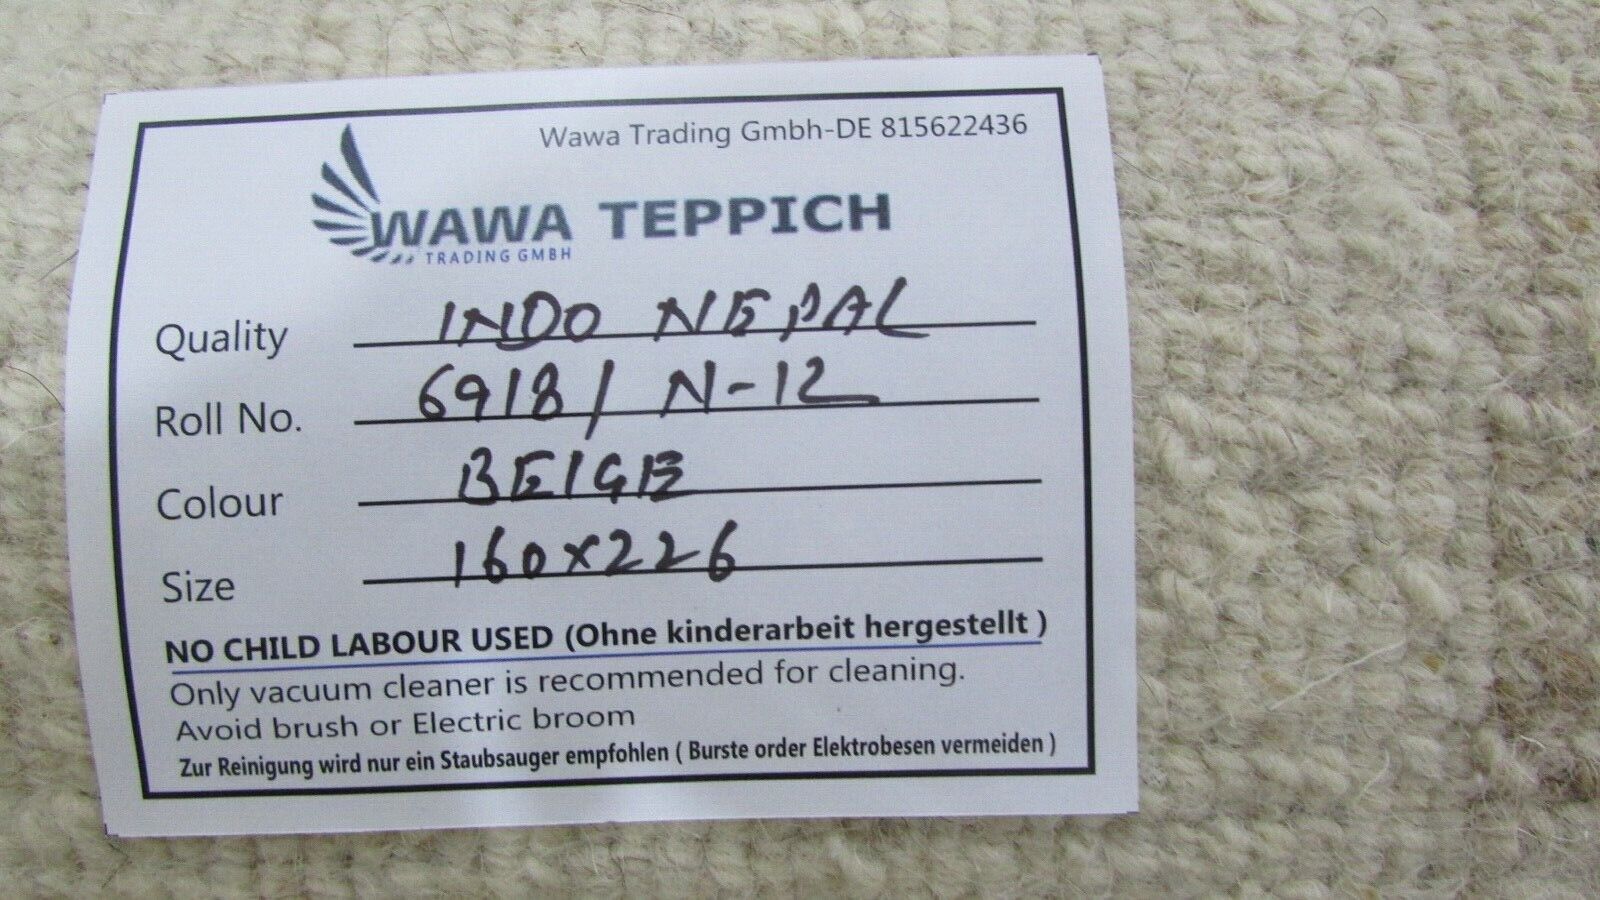 Wawa Trading Gmbh-DE 815622436
WAWA TEPPICH
TRADING GMBH
Quality INDO NEPAL
Roll No. 6918/ N-12
Colour BEIGE
Size 160x226
NO CHILD LABOUR USED (Ohne kinderarbeit hergestellt )
Only vacuum cleaner is recommended for cleaning.
Avoid brush or Electric broom
Zur Reinigung wird nur ein Staubsauger empfohlen ( Burste order Elektrobesen vermeiden )